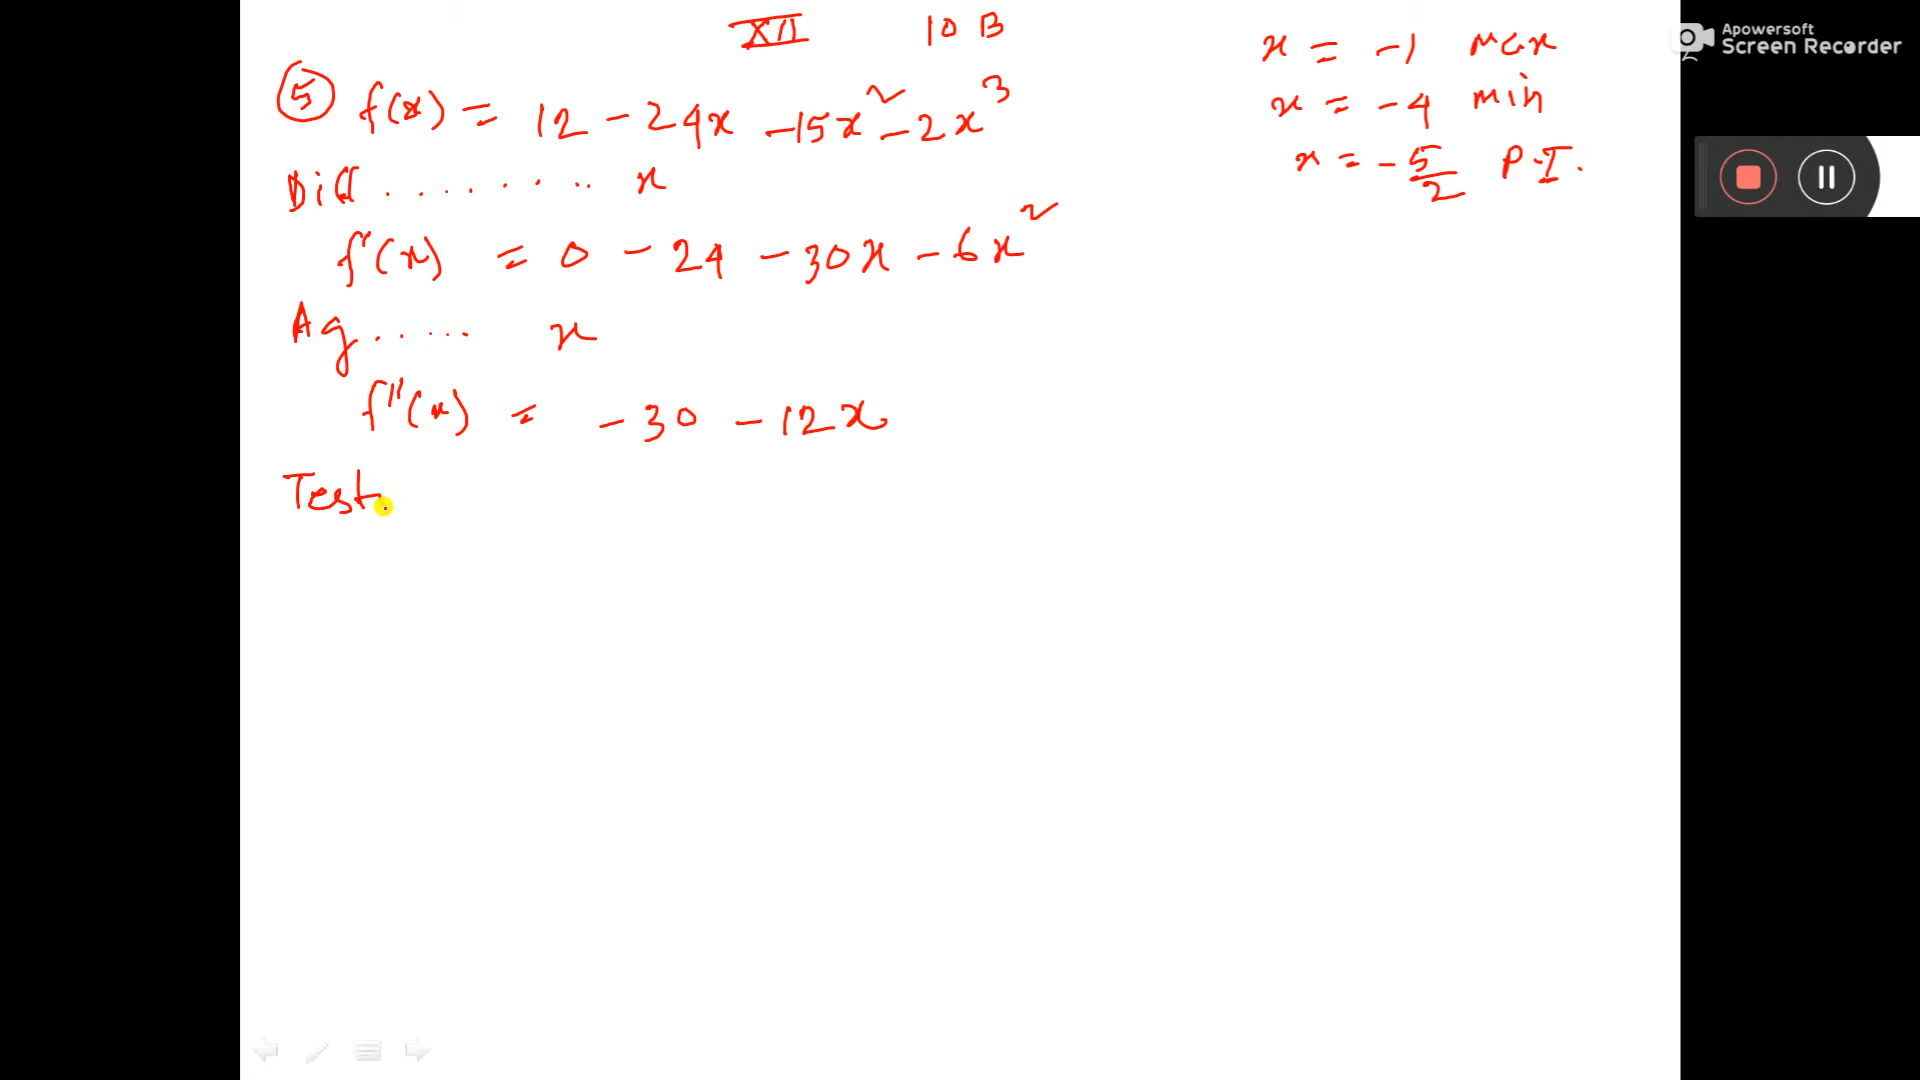 XII 10 B
⑤ f(x) = 12 - 24x - 15x² - 2x³
Diff ......... x
f'(x) = 0 - 24 - 30x - 6x²
Ag..... x
f''(x) = -30 - 12x
Test
x = -1 max
x = -4 min
x = -5/2 P.I.
Apowersoft
Screen Recorder